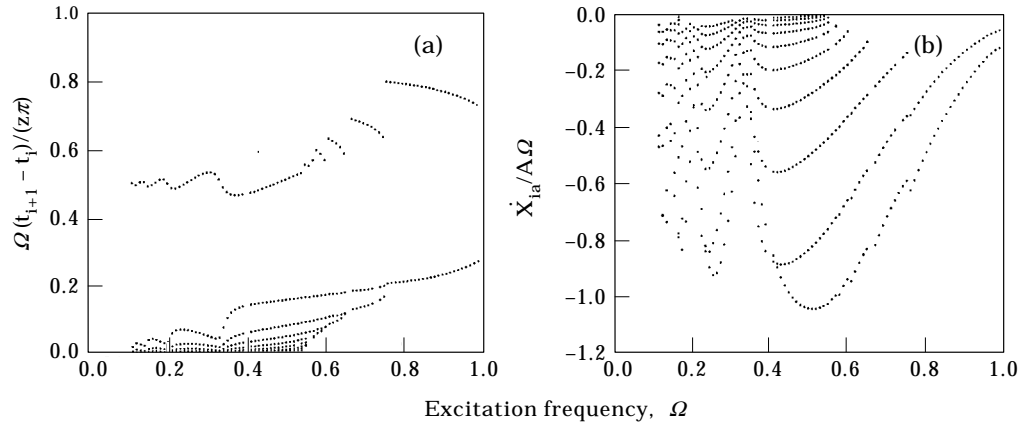 (a)
Ω(t_{i+1} − t_i)/(zπ)
1.0
0.8
0.6
0.4
0.2
0.0
0.0 0.2 0.4 0.6 0.8 1.0
(b)
Ẋ_{ia}/AΩ
0.0
−0.2
−0.4
−0.6
−0.8
−1.0
−1.2
0.0 0.2 0.4 0.6 0.8 1.0
Excitation frequency, Ω